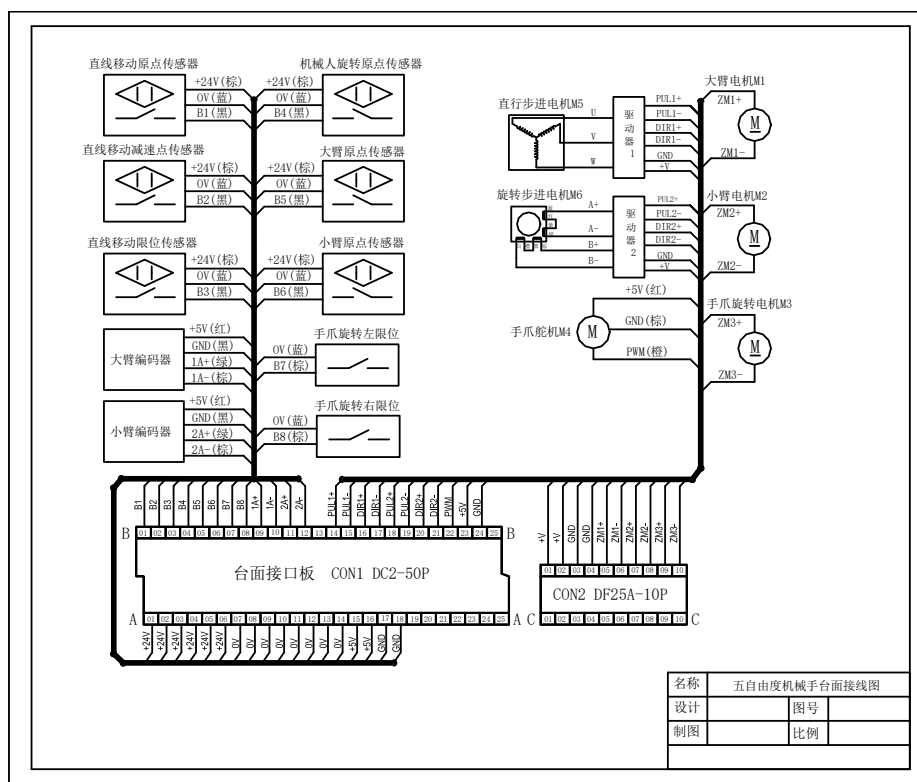 直线移动原点传感器
+24V(棕)
0V(蓝)
B1(黑)
机械人旋转原点传感器
+24V(棕)
0V(蓝)
B4(黑)
直线移动减速点传感器
+24V(棕)
0V(蓝)
B2(黑)
大臂原点传感器
+24V(棕)
0V(蓝)
B5(黑)
直线移动限位传感器
+24V(棕)
0V(蓝)
B3(黑)
小臂原点传感器
+24V(棕)
0V(蓝)
B6(黑)
大臂编码器
+5V(红)
GND(黑)
1A+(绿)
1A-(棕)
手爪旋转左限位
0V(蓝)
B7(棕)
小臂编码器
+5V(红)
GND(黑)
2A+(绿)
2A-(棕)
手爪旋转右限位
0V(蓝)
B8(棕)
直行步进电机M5
U
V
W
驱动器1
PUL1+
PUL1-
DIR1+
DIR1-
GND
+V
旋转步进电机M6
A+
A-
B+
B-
驱动器2
PUL2+
PUL2-
DIR2+
DIR2-
GND
+V
手爪舵机M4
M
+5V(红)
GND(棕)
PWM(橙)
大臂电机M1
ZM1+
M
ZM1-
小臂电机M2
ZM2+
M
ZM2-
手爪旋转电机M3
ZM3+
M
ZM3-
B1 B2 B3 B4 B5 B6 B7 B8 1A+ 1A- 2A+ 2A- PUL1+ PUL1- DIR1+ DIR1- PUL2+ PUL2- DIR2+ DIR2- PWM +5V GND
B 01 02 03 04 05 06 07 08 09 10 11 12 13 14 15 16 17 18 19 20 21 22 23 24 25 B
台面接口板 CON1 DC2-50P
A 01 02 03 04 05 06 07 08 09 10 11 12 13 14 15 16 17 18 19 20 21 22 23 24 25 A
+24V +24V +24V +24V +24V +24V 0V 0V 0V 0V 0V 0V 0V 0V +5V +5V GND GND
+V +V GND GND ZM1+ ZM1- ZM2+ ZM2- ZM3+ ZM3-
01 02 03 04 05 06 07 08 09 10
CON2 DF25A-10P
C 01 02 03 04 05 06 07 08 09 10 C
名称 五自由度机械手台面接线图
设计 图号
制图 比例